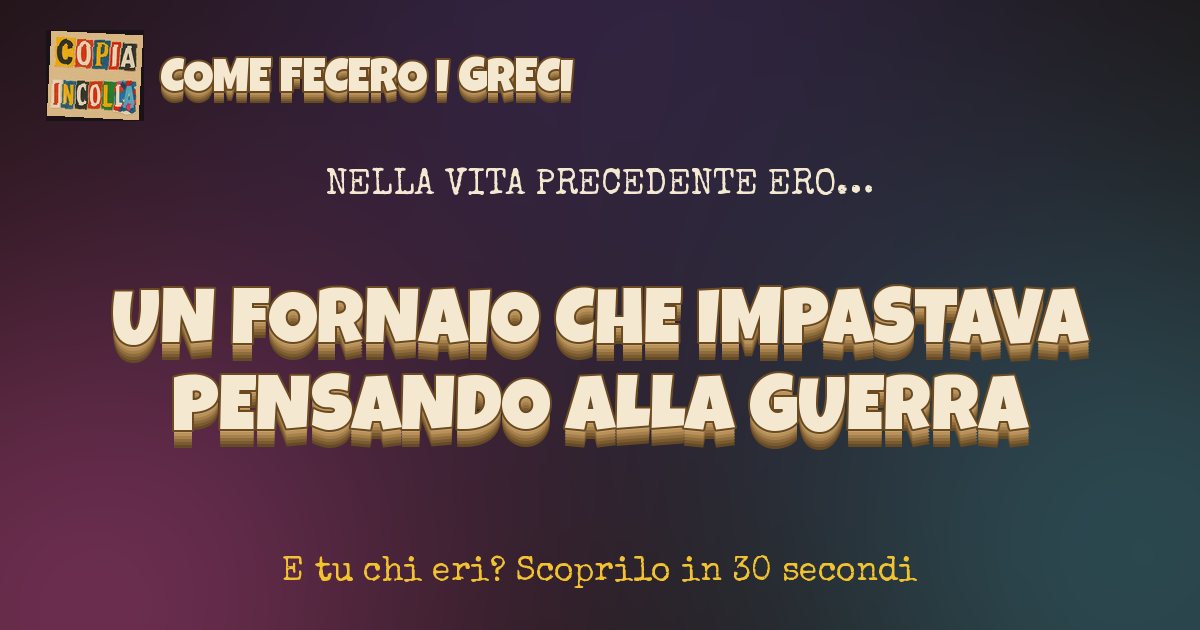 COPIA
INCOLLA
COME FECERO I GRECI
NELLA VITA PRECEDENTE ERO...
UN FORNAIO CHE IMPASTAVA
PENSANDO ALLA GUERRA
E tu chi eri? Scoprilo in 30 secondi